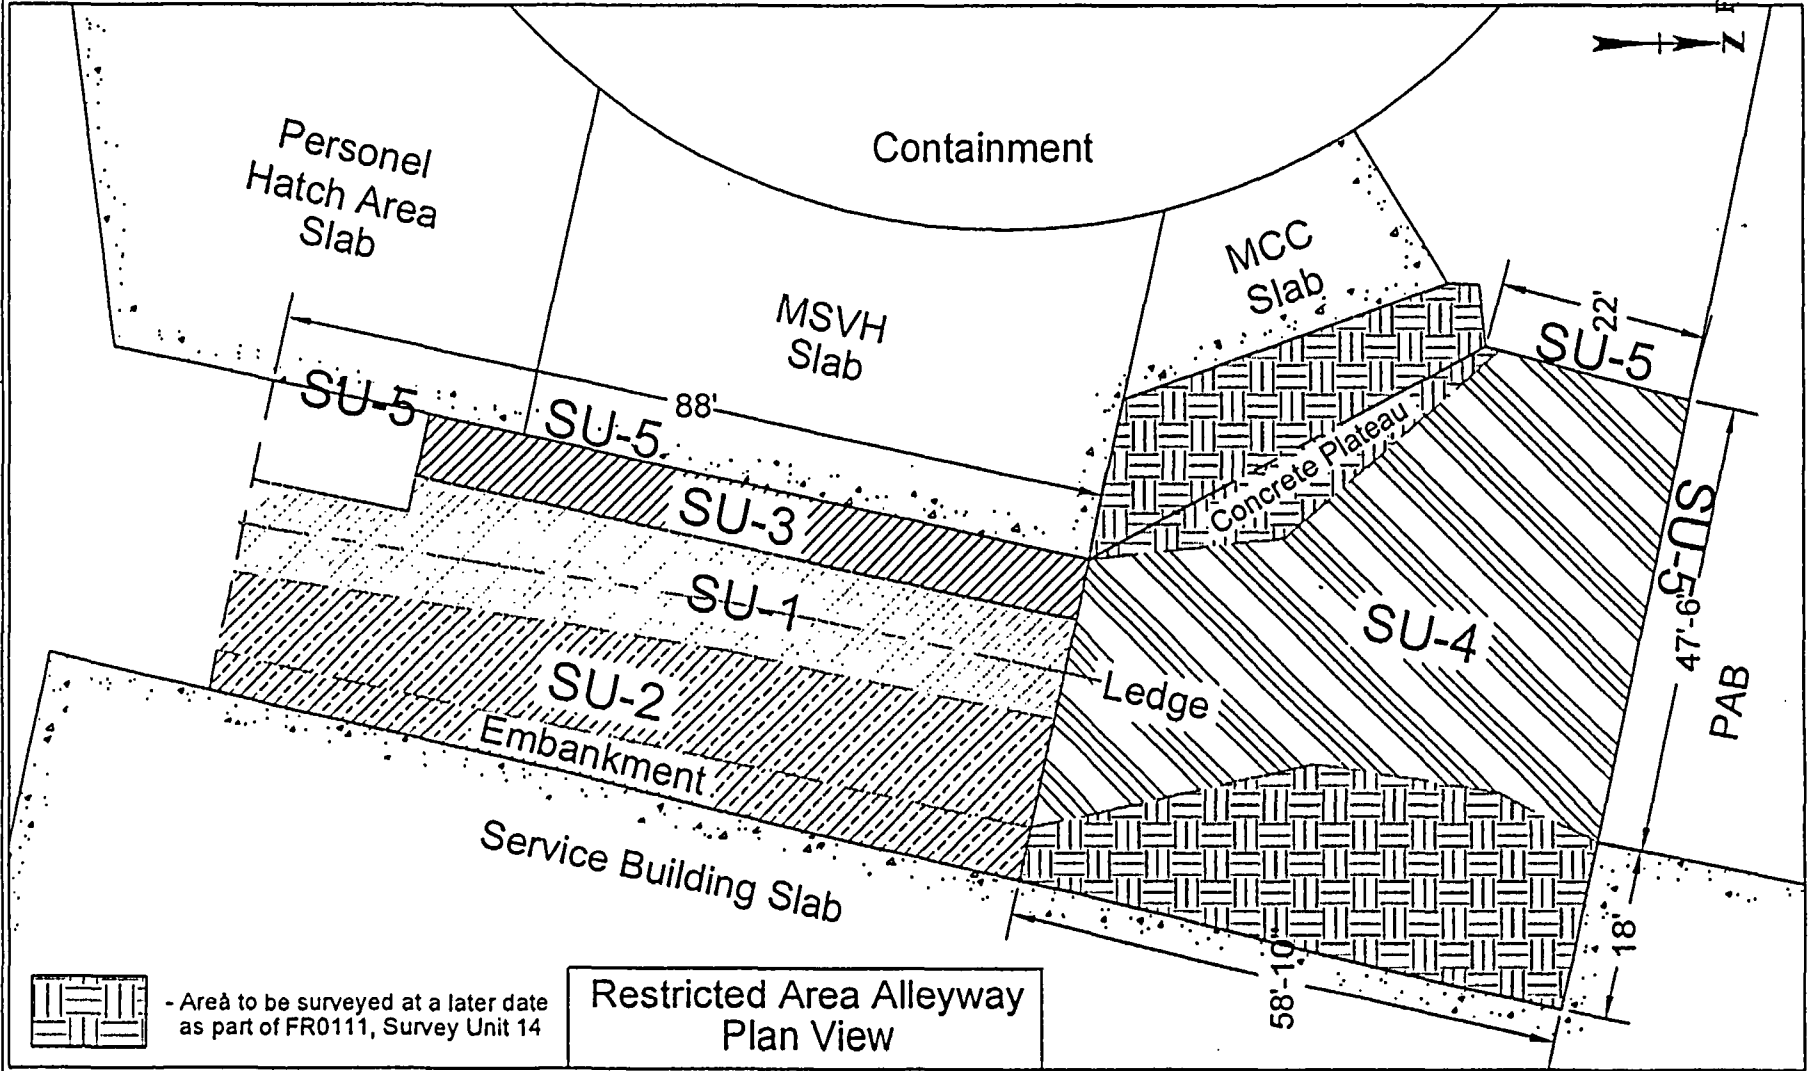 N
Containment
Personel
Hatch Area
Slab
MCC
Slab
MSVH
Slab
22'
SU-5
SU-5
88'
SU-5
Concrete Plateau
SU-3
SU-5
SU-1
SU-4
47'-6"
SU-2
Ledge
PAB
Embankment
Service Building Slab
18'
58'-10"
- Area to be surveyed at a later date
as part of FR0111, Survey Unit 14
Restricted Area Alleyway
Plan View